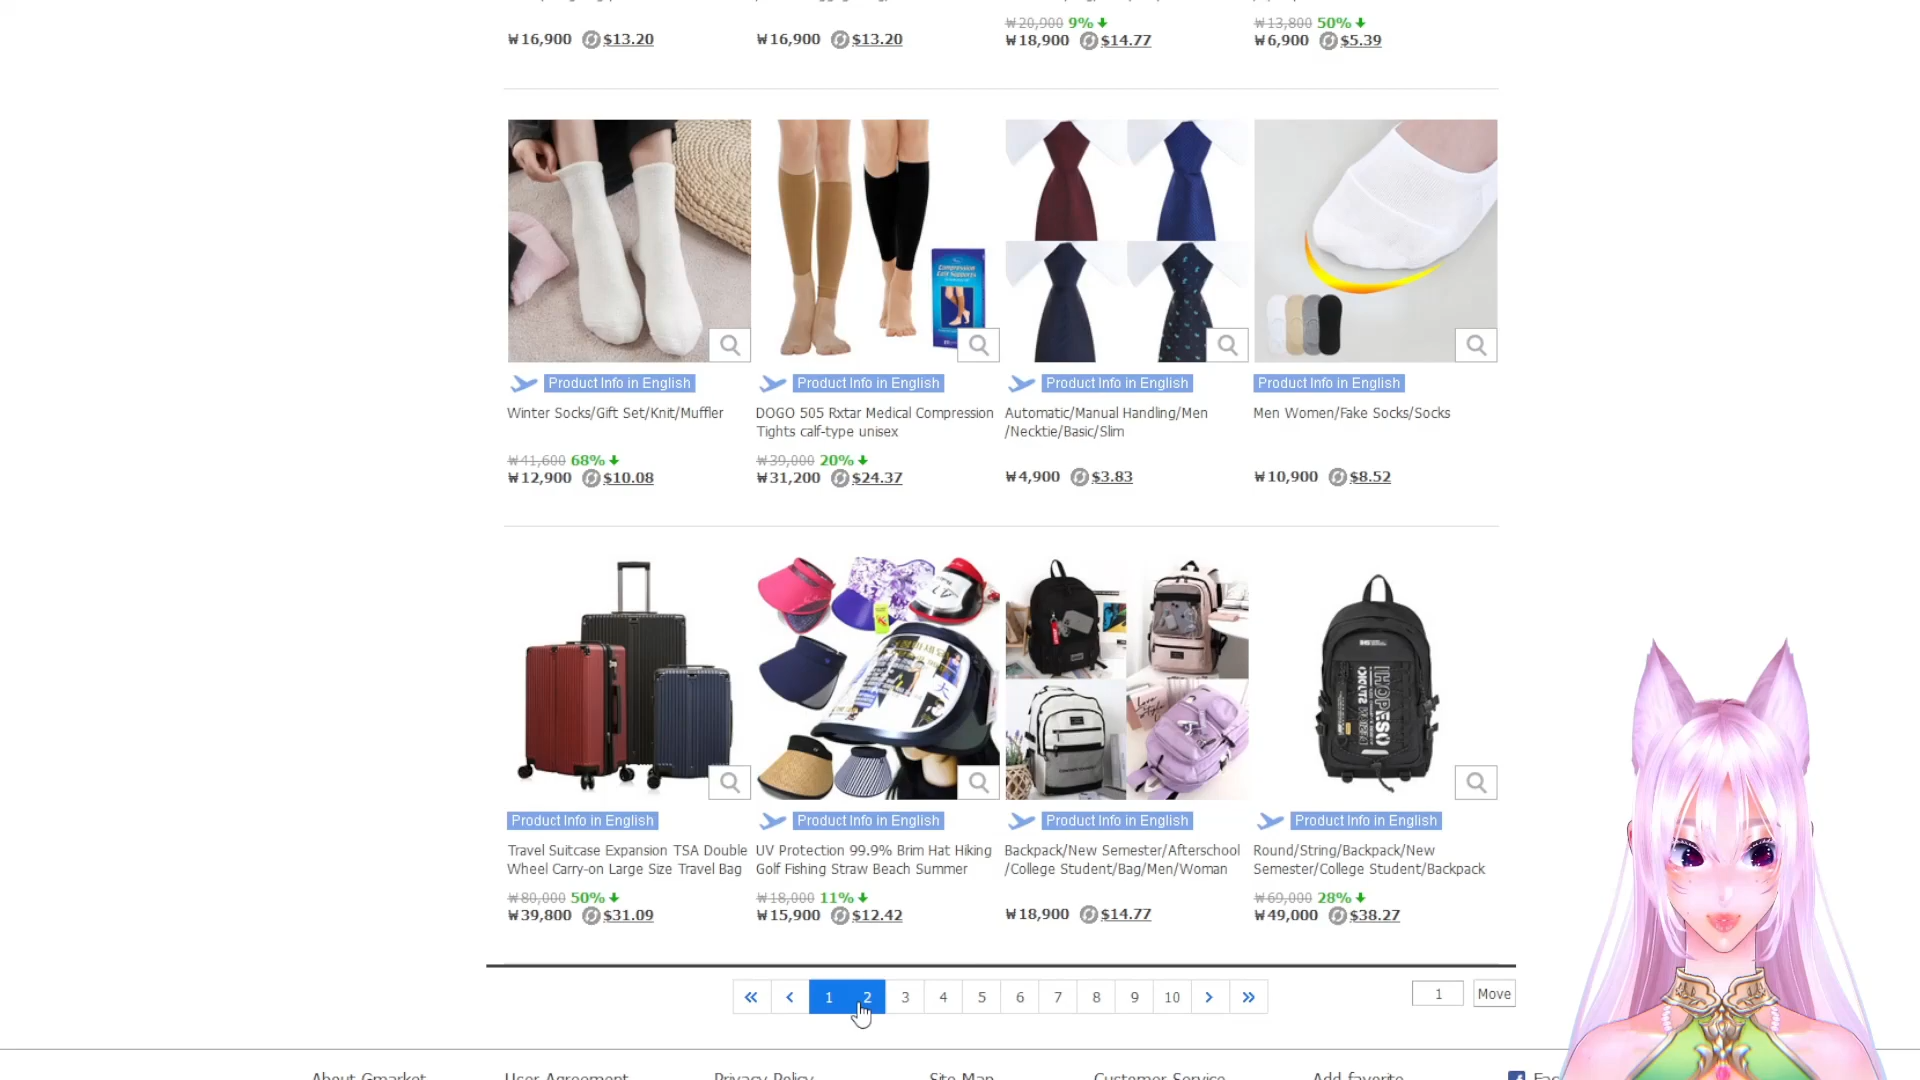 ₩16,900 $13.20
₩16,900 $13.20
₩20,900 9%
₩18,900 $14.77
₩13,800 50%
₩6,900 $5.39
Product Info in English
Winter Socks/Gift Set/Knit/Muffler
₩41,600 68%
₩12,900 $10.08
Compression
Product Info in English
DOGO 505 Rxtar Medical Compression
Tights calf-type unisex
₩39,000 20%
₩31,200 $24.37
Product Info in English
Automatic/Manual Handling/Men
/Necktie/Basic/Slim
₩4,900 $3.83
Product Info in English
Men Women/Fake Socks/Socks
₩10,900 $8.52
Product Info in English
Travel Suitcase Expansion TSA Double
Wheel Carry-on Large Size Travel Bag
₩80,000 50%
₩39,800 $31.09
Product Info in English
UV Protection 99.9% Brim Hat Hiking
Golf Fishing Straw Beach Summer
₩18,000 11%
₩15,900 $12.42
Product Info in English
Backpack/New Semester/Afterschool
/College Student/Bag/Men/Woman
₩18,900 $14.77
Product Info in English
Round/String/Backpack/New
Semester/College Student/Backpack
₩69,000 28%
₩49,000 $38.27
« ‹ 1 2 3 4 5 6 7 8 9 10 › »
1 Move
About Gmarket User Agreement Privacy Policy Site Map Customer Service Add favorite